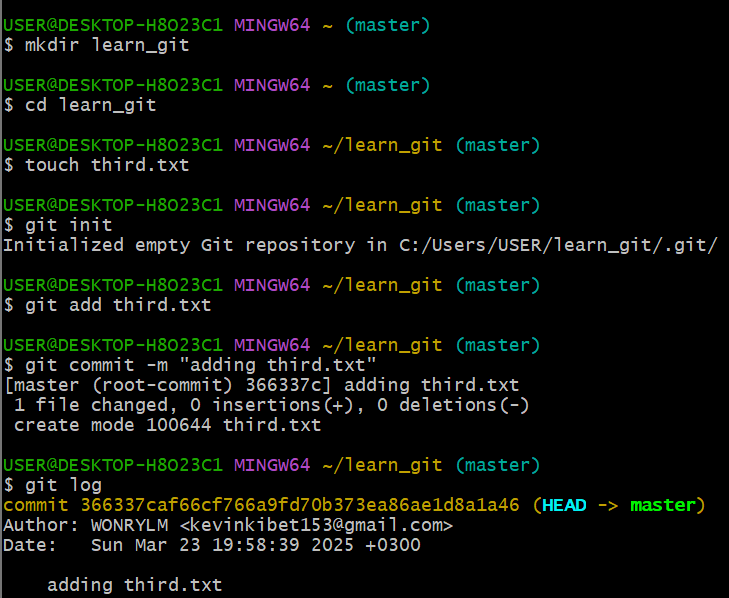 USER@DESKTOP-H8O23C1 MINGW64 ~ (master)
$ mkdir learn_git
USER@DESKTOP-H8O23C1 MINGW64 ~ (master)
$ cd learn_git
USER@DESKTOP-H8O23C1 MINGW64 ~/learn_git (master)
$ touch third.txt
USER@DESKTOP-H8O23C1 MINGW64 ~/learn_git (master)
$ git init
Initialized empty Git repository in C:/Users/USER/learn_git/.git/
USER@DESKTOP-H8O23C1 MINGW64 ~/learn_git (master)
$ git add third.txt
USER@DESKTOP-H8O23C1 MINGW64 ~/learn_git (master)
$ git commit -m "adding third.txt"
[master (root-commit) 366337c] adding third.txt
 1 file changed, 0 insertions(+), 0 deletions(-)
 create mode 100644 third.txt
USER@DESKTOP-H8O23C1 MINGW64 ~/learn_git (master)
$ git log
commit 366337caf66cf766a9fd70b373ea86ae1d8a1a46 (HEAD -> master)
Author: WONRYLM <kevinkibet153@gmail.com>
Date:   Sun Mar 23 19:58:39 2025 +0300
    adding third.txt